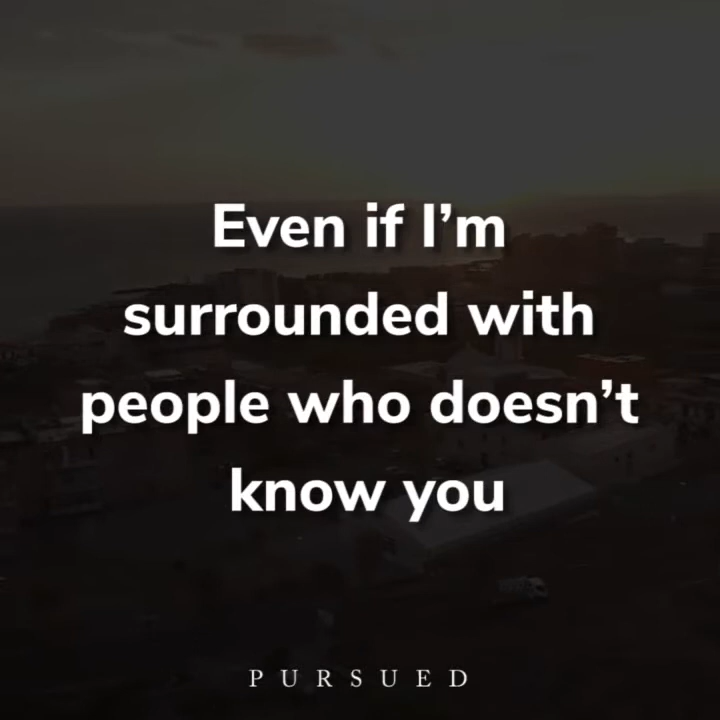 Even if I’m
surrounded with
people who doesn’t
know you
PURSUED